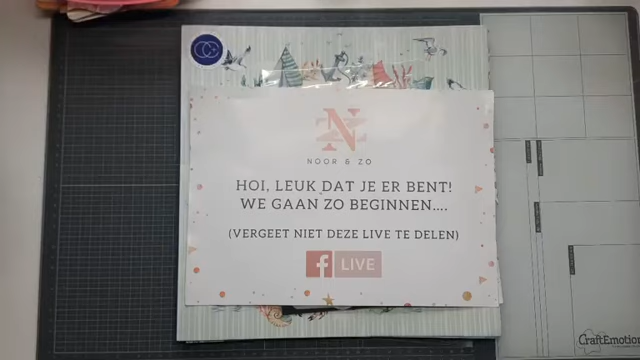 N
NOOR & ZO
HOI, LEUK DAT JE ER BENT!
WE GAAN ZO BEGINNEN....
(VERGEET NIET DEZE LIVE TE DELEN)
f LIVE
CraftEmotion